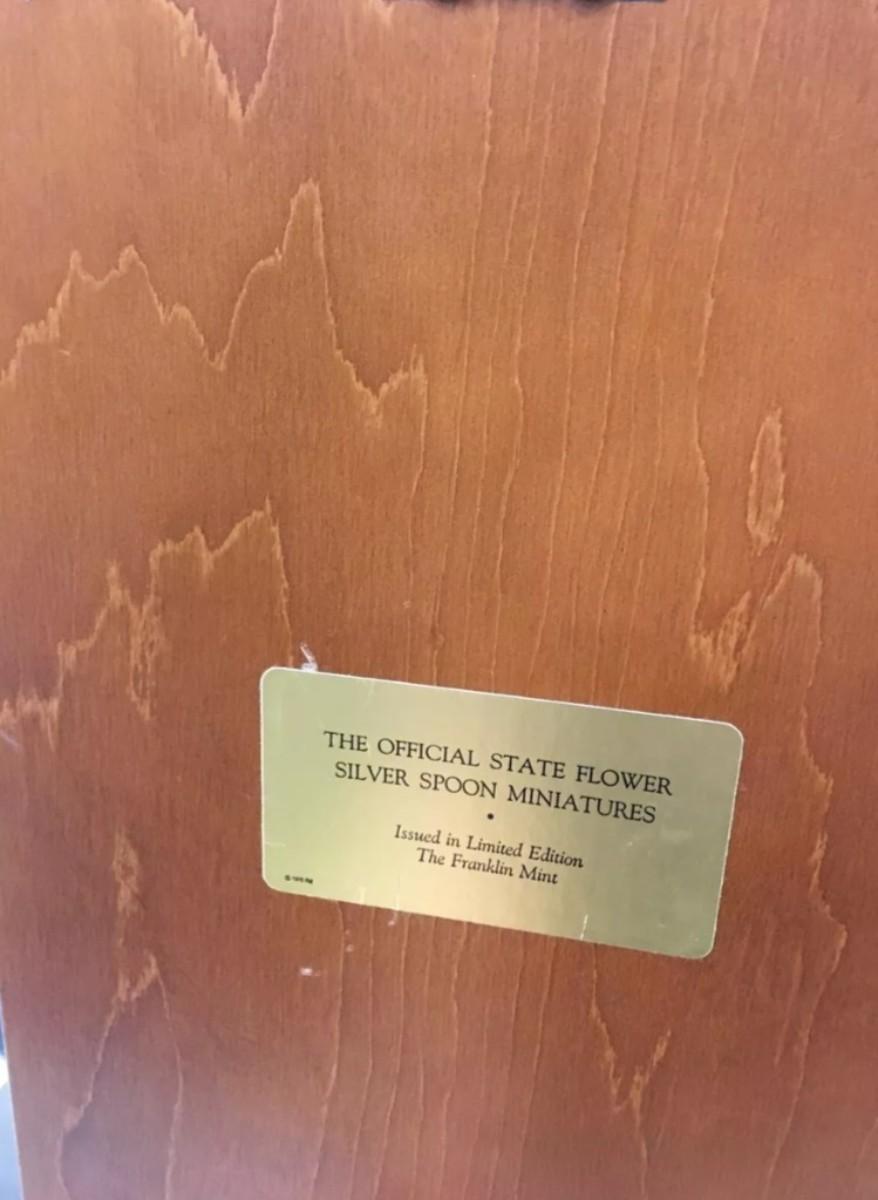 THE OFFICIAL STATE FLOWER
SILVER SPOON MINIATURES
•
Issued in Limited Edition
The Franklin Mint